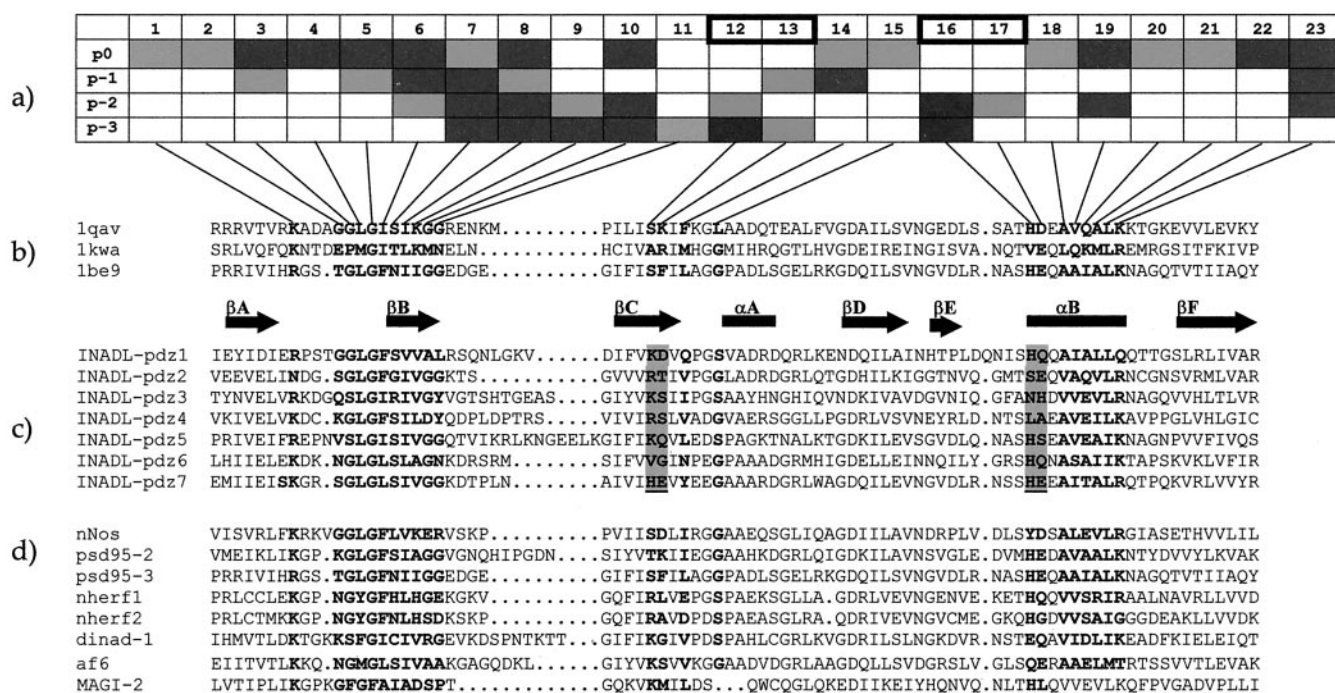 1 2 3 4 5 6 7 8 9 10 11 12 13 14 15 16 17 18 19 20 21 22 23
p0
p-1
a)
p-2
p-3
b)
1qav RRRVTVRKADAGGLGISIKGGRENKM..........PILISKIFKGLAADQTEALFVGDAILSVNGEDLS.SATHDEAVQALKKTGKEVVLEVKY
1kwa SRLVQFQKNTDEPMGITLKMNELN............HCIVARIMHGGMIHRQGTLHVGDEIREINGISVA.NQTVEQLQKMLREMRGSITFKIVP
1be9 PRRIVIHRGS.TGLGFNIIGGEDGE...........GIFISFILAGGPADLSGELRKGDQILSVNGVDLRNASHEQAAIALKNAGQTVTIIAQY
βA βB βC αA βD βE αB βF
c)
INADL-pdz1 IEYIDIERPSTGGLGFSVVALRSQNLGKV.......DIFVKDVQPGSVADRDQRLKENDQILAINHTPLDQNISHQQAIALLQQTTGSLRLIVAR
INADL-pdz2 VEEVELINDG.SGLGFGIVGGKTS............GVVVRTIVPGGLADRDGRLQTGDHILKIGGTNVQ.GMTSEQVAQVLRNCGNSVRMLVAR
INADL-pdz3 TYNVELVRKDGQSLGIRIVGYVGTSHTGEAS.....GIYVKSIIPGSAAYHNGHIQVNDKIVAVDGVNIQ.GFANHDVVEVLRNAGQVVHLTLVR
INADL-pdz4 VKIVELVKDC.KGLGFSILDYQDPLDPTRS......VIVIRSLVADGVAERSGGLLPGDRLVSVNEYRLD.NTSLAEAVEILKAVPPGLVHLGIC
INADL-pdz5 PRIVEIFREPNVSLGISIVGGQTVIKRLKNGEELKGIFIKQVLEDSPAGKTNALKTGDKILEVSGVDLQ.NASHSEAVEAIKNAGNPVVFIVQS
INADL-pdz6 LHIIELEKDK.NGLGLSLAGNKDRSRM.........SIFVVGINPEGPAAADGRMHIGDELLEINNQILY.GRSHQNASAIIKTAPSKVKLVFIR
INADL-pdz7 EMIIEISKGR.SGLGLSIVGGKDTPLN.........AIVIHEVYEEGAAARDGRLWAGDQILEVNGVDLR.NSSHEEAITALRQTPQKVRLVVYR
d)
nNos VISVRLFKRKVGGLGFLVKERVSKP...........PVIISDLIRGGAAEQSGLIQAGDIILAVNDRPLV.DLSYDSALEVLRGIASETHVVLIL
psd95-2 VMEIKLIKGP.KGLGFSIAGGVGNQHIPGDN.....SIYVTKIIEGGAAHKDGRLQIGDKILAVNSVGLE.DVMHEDAVAALKNTYDVVYLKVAK
psd95-3 PRRIVIHRGS.TGLGFNIIGGEDGE...........GIFISFILAGGPADLSGELRKGDQILSVNGVDLR.NASHEQAAIALKNAGQTVTIIAQY
nherf1 PRLCCLEKGP.NGYGFHLHGEKGKV...........GQFIRLVEPGSPAEKAGLL.AGDRLVEVNGENVE.KETHQQVVSRIRAALNAVRLLVVD
nherf2 PRLCTMKKGP.NGYGFNLHSDKSRP...........GQFIRAVDPDSPAEASGLRA.QDRIVEVNGVCME.GKQHGDVVSAIGGGDEAKLLVVD
dinad-1 IHMVTLDKTGKKSFGICIVRGEVKDSPNTKTT....GIFIKGIVPDSPAHLCGRLKVGDRILSLNGKDVR.NSTEQAVIDLIKEADFKIELEIQT
af6 EIITVTLKKQ.NGMGLSIVAAKGAGQDKL.......GIYVKSVVKGGAADVDGRLAAGDQLLSVDGRSLV.GLSQERAAELMTRTSSVVTLEVAK
MAGI-2 LVTIPLIKGPKGFGFAIADSPT..............GQKVKMILDS...QWCQGLQKEDIIKEIYHQNVQ.NLTHLQVVEVLKQFPVGADVPLLI